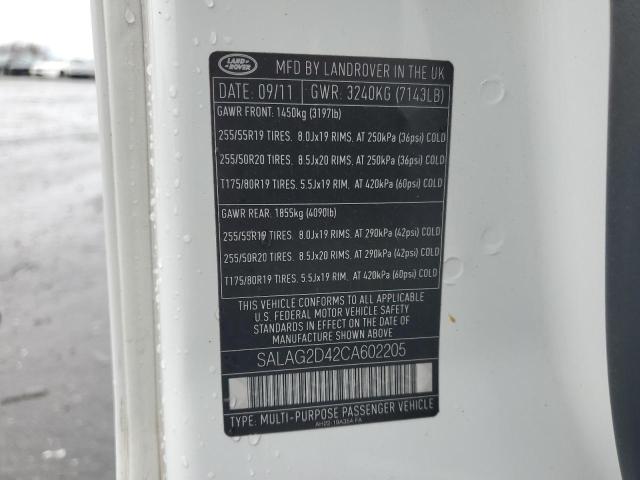 LAND ROVER
MFD BY LANDROVER IN THE UK
DATE: 09/11 GWR: 3240KG (7143LB)
GAWR FRONT: 1450kg (3197lb)
255/55R19 TIRES. 8.0Jx19 RIMS, AT 250kPa (36psi) COLD
255/50R20 TIRES. 8.5Jx20 RIMS, AT 250kPa (36psi) COLD
T175/80R19 TIRES. 5.5Jx19 RIM, AT 420kPa (60psi) COLD
GAWR REAR: 1855kg (4090lb)
255/55R19 TIRES. 8.0Jx19 RIMS, AT 290kPa (42psi) COLD
255/50R20 TIRES. 8.5Jx20 RIMS, AT 290kPa (42psi) COLD
T175/80R19 TIRES. 5.5Jx19 RIM, AT 420kPa (60psi) COLD
THIS VEHICLE CONFORMS TO ALL APPLICABLE
U.S. FEDERAL MOTOR VEHICLE SAFETY
STANDARDS IN EFFECT ON THE DATE OF
MANUFACTURE SHOWN ABOVE.
SALAG2D42CA602205
TYPE: MULTI-PURPOSE PASSENGER VEHICLE